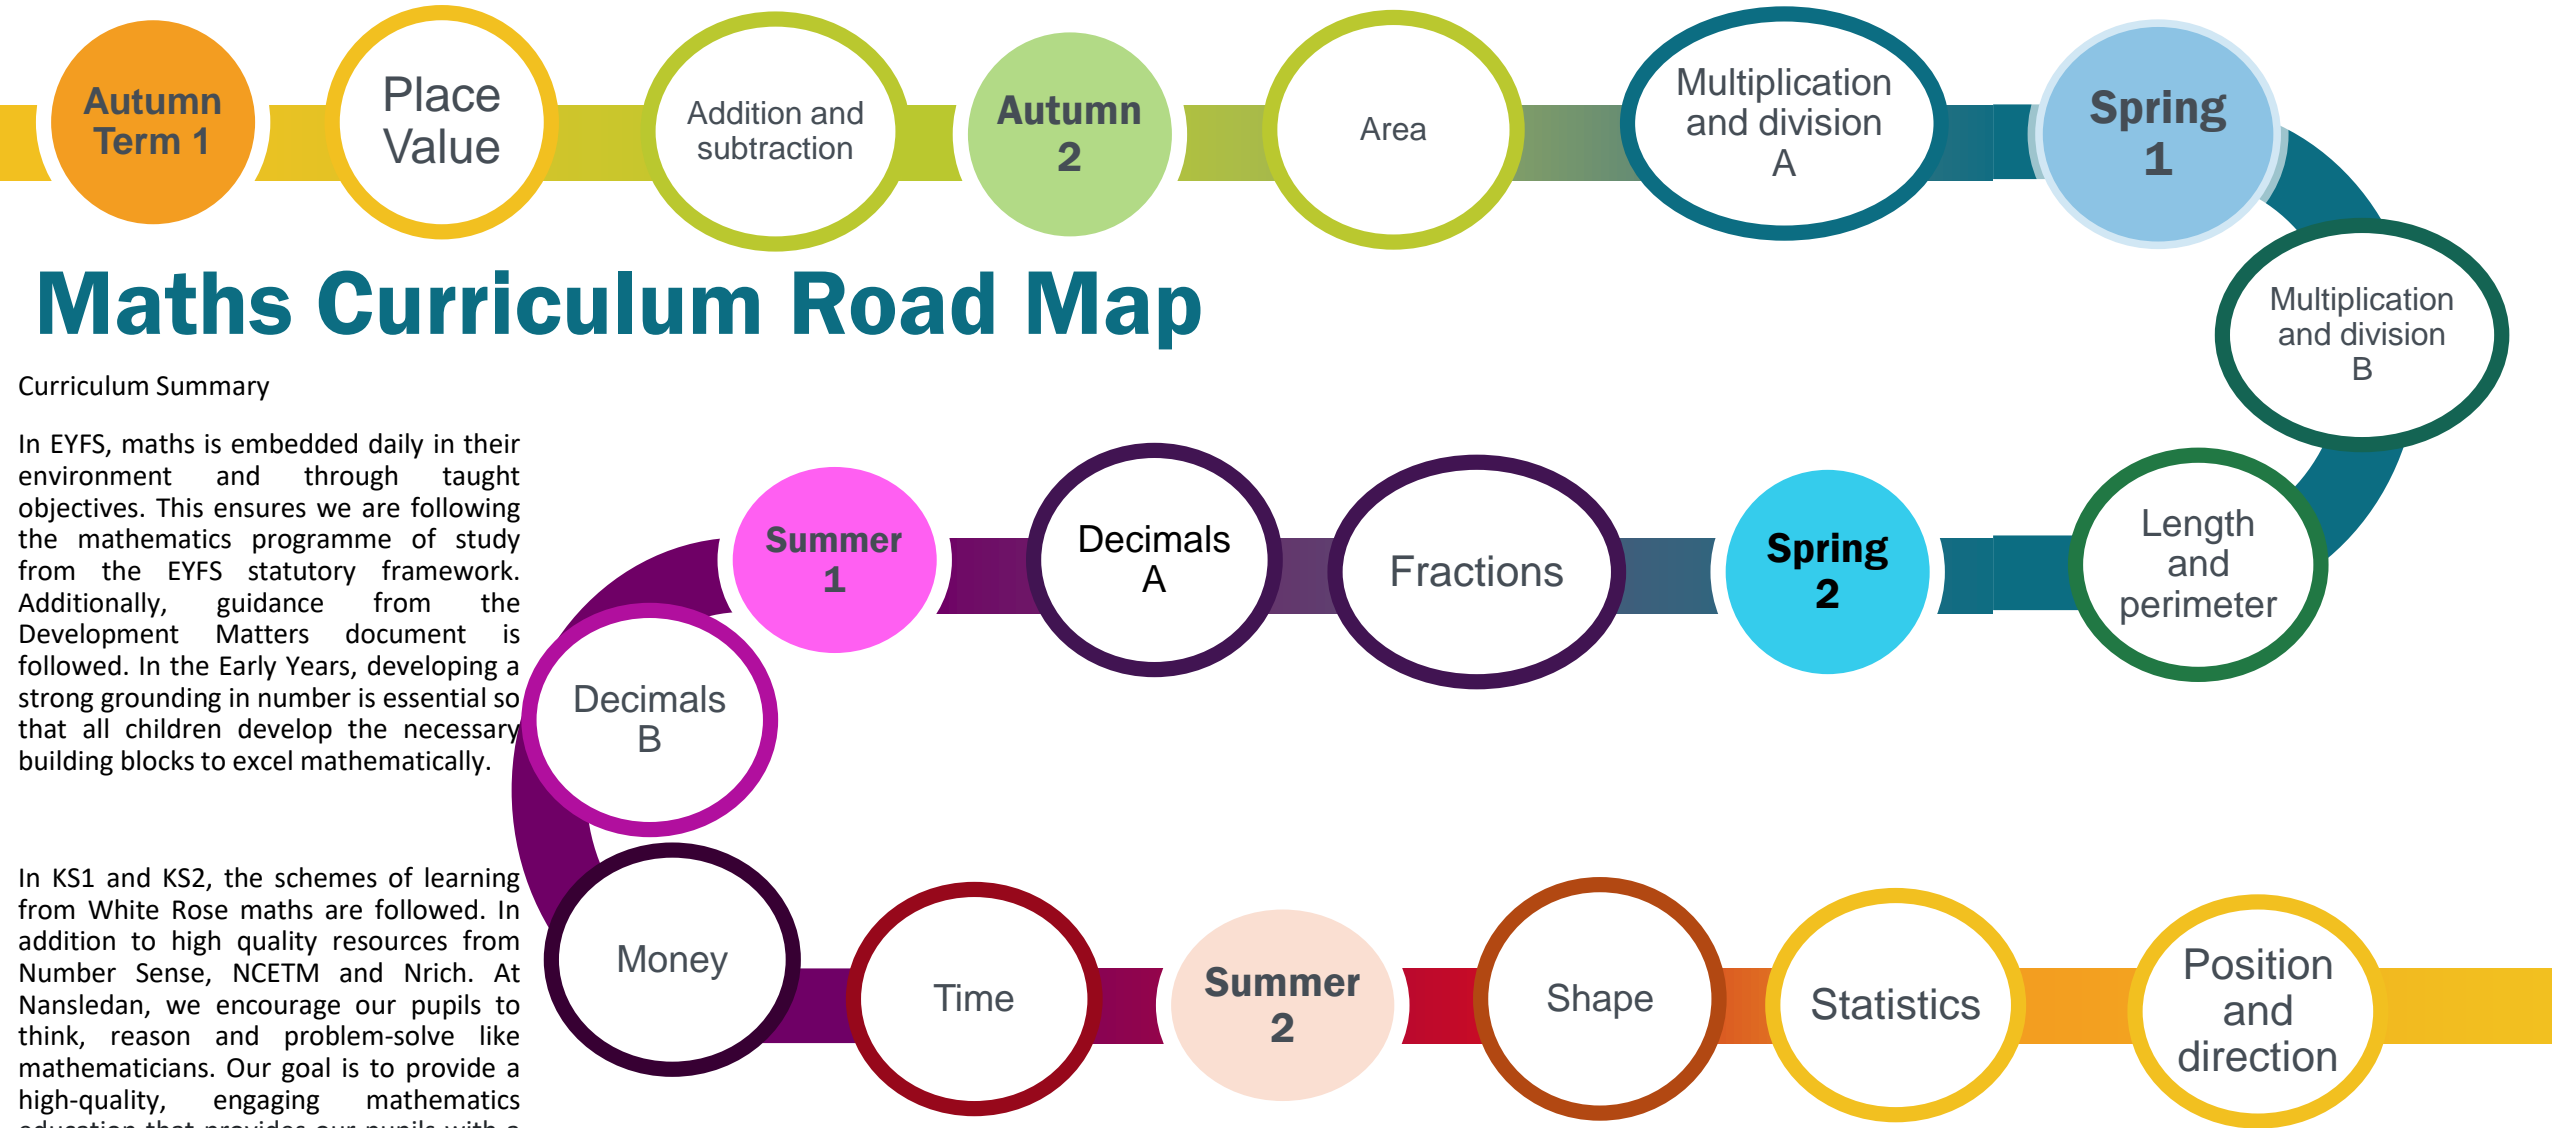 Autumn
Term 1
Place
Value
Addition and
subtraction
Autumn
2
Area
Multiplication
and division
A
Spring
1
Maths Curriculum Road Map
Multiplication
and division
B
Curriculum Summary
In EYFS, maths is embedded daily in their
environment and through taught
objectives. This ensures we are following
the mathematics programme of study
from the EYFS statutory framework.
Additionally, guidance from the
Development Matters document is
followed. In the Early Years, developing a
strong grounding in number is essential so
that all children develop the necessary
building blocks to excel mathematically.
Length
and
perimeter
Spring
2
Fractions
Decimals
A
Summer
1
Decimals
B
In KS1 and KS2, the schemes of learning
from White Rose maths are followed. In
addition to high quality resources from
Number Sense, NCETM and Nrich. At
Nansledan, we encourage our pupils to
think, reason and problem-solve like
mathematicians. Our goal is to provide a
high-quality, engaging mathematics
education that provides our pupils with a
Money
Time
Summer
2
Shape
Statistics
Position
and
direction